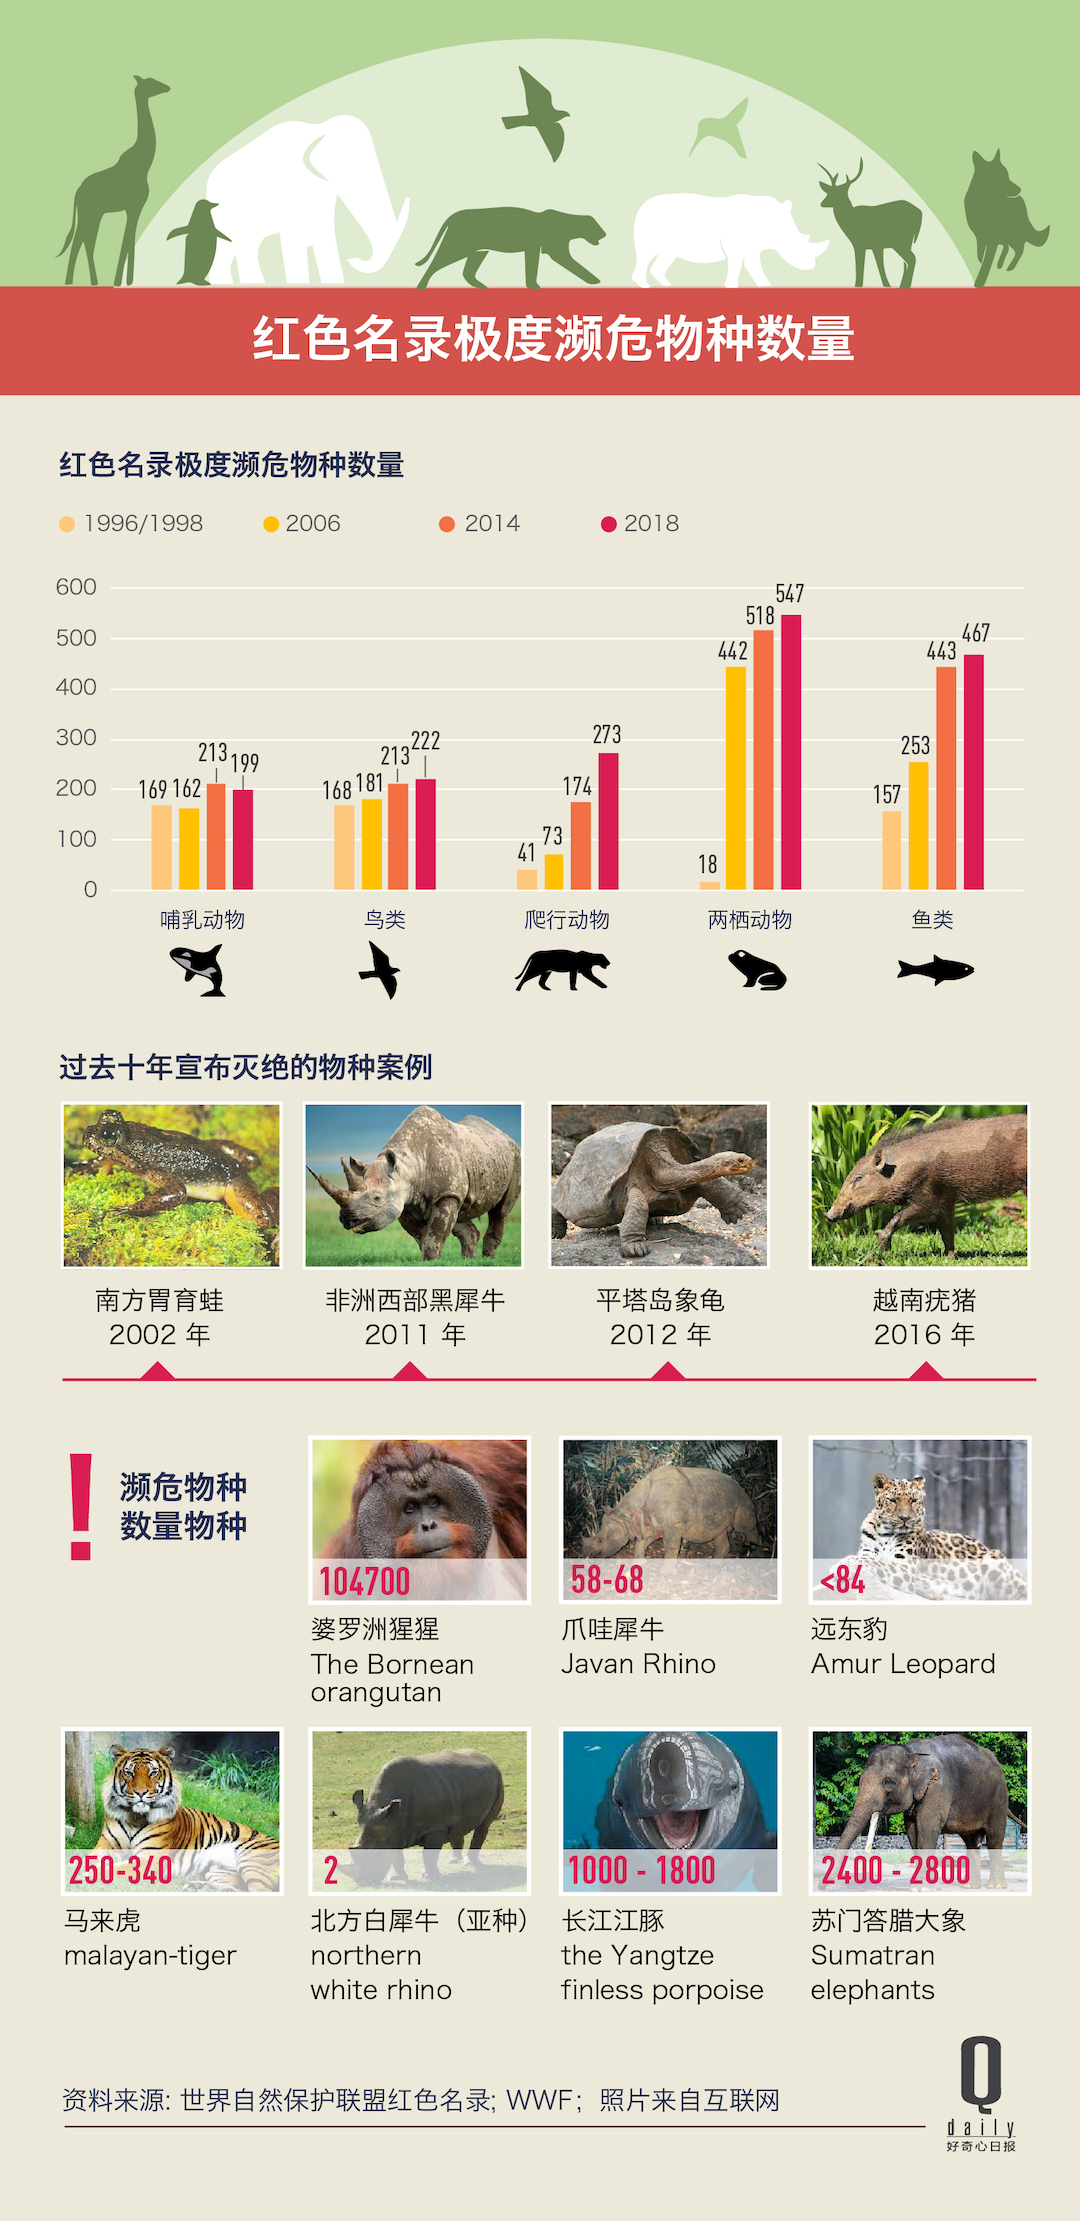 红色名录极度濒危物种数量
红色名录极度濒危物种数量
1996/1998 2006 2014 2018
600
500
400
300
200
100
0
169 162 213 199
168 181 213 222
41 73 174 273
18 442 518 547
157 253 443 467
哺乳动物 鸟类 爬行动物 两栖动物 鱼类
过去十年宣布灭绝的物种案例
南方胃育蛙
2002 年
非洲西部黑犀牛
2011 年
平塔岛象龟
2012 年
越南疣猪
2016 年
!
濒危物种
数量物种
104700
婆罗洲猩猩
The Bornean
orangutan
58-68
爪哇犀牛
Javan Rhino
<84
远东豹
Amur Leopard
250-340
马来虎
malayan-tiger
2
北方白犀牛（亚种）
northern
white rhino
1000 - 1800
长江江豚
the Yangtze
finless porpoise
2400 - 2800
苏门答腊大象
Sumatran
elephants
资料来源: 世界自然保护联盟红色名录; WWF；照片来自互联网
Q
daily
好奇心日报